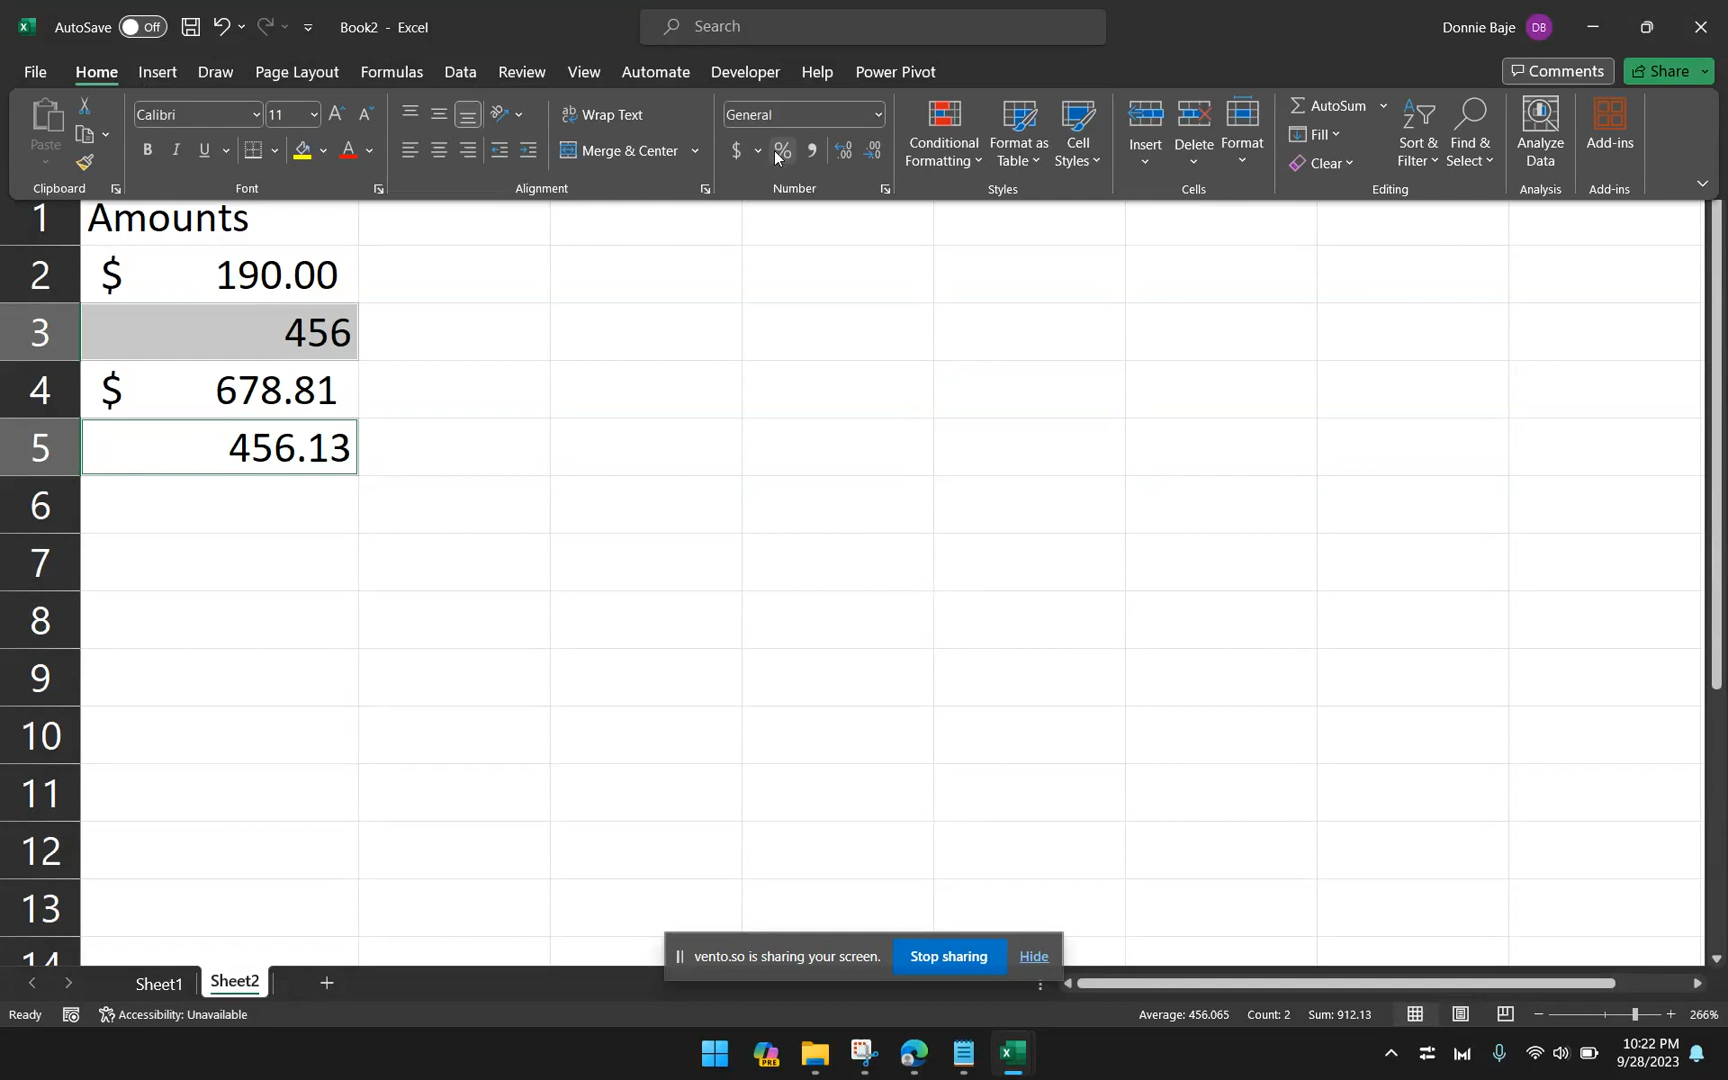 AutoSave Off Book2 - Excel Search Donnie Baje DB
File Home Insert Draw Page Layout Formulas Data Review View Automate Developer Help Power Pivot Comments Share
Paste Calibri 11 Wrap Text General Conditional Formatting Format as Table Cell Styles Insert Delete Format AutoSum Sort & Filter Find & Select Analyze Data Add-ins
Merge & Center $ % Fill
Clear
Clipboard Font Alignment Number Styles Cells Editing Analysis Add-ins
1 Amounts
2 $ 190.00
3 456
4 $ 678.81
5 456.13
6
7
8
9
10
11
12
13
14
vento.so is sharing your screen. Stop sharing Hide
Sheet1 Sheet2
Ready Accessibility: Unavailable Average: 456.065 Count: 2 Sum: 912.13 266%
PRE
10:22 PM
9/28/2023